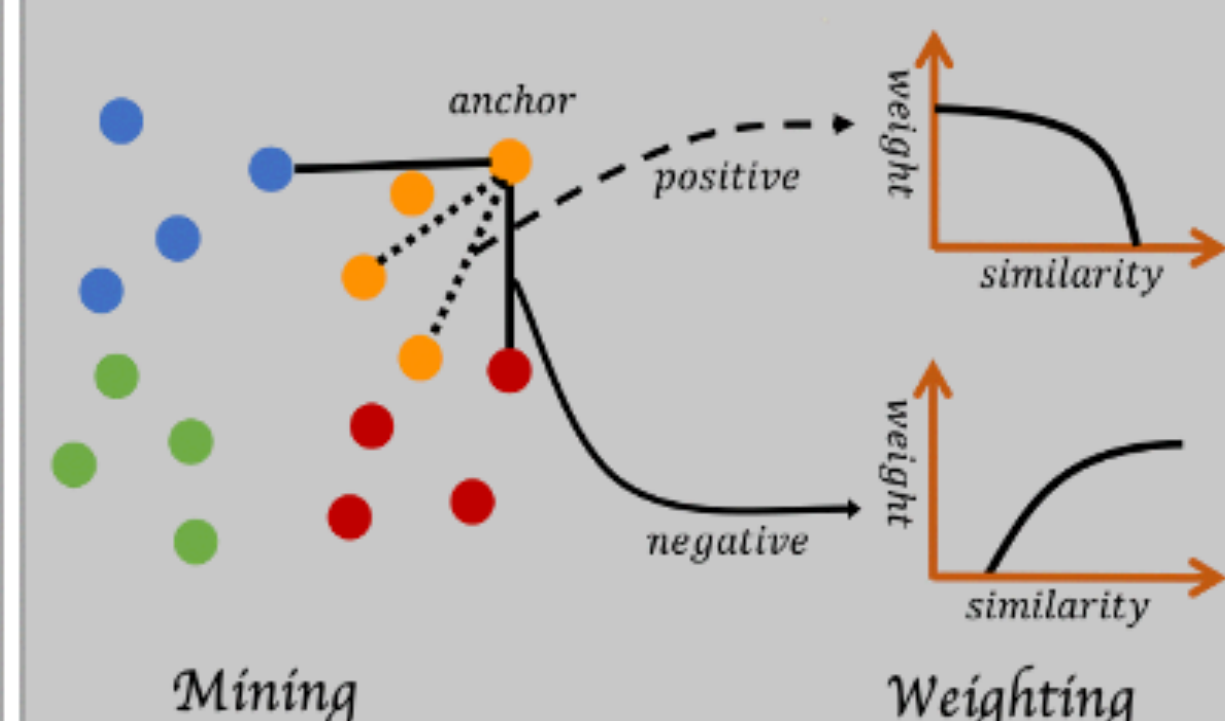 anchor
positive
weight
similarity
negative
weight
similarity
Mining
Weighting